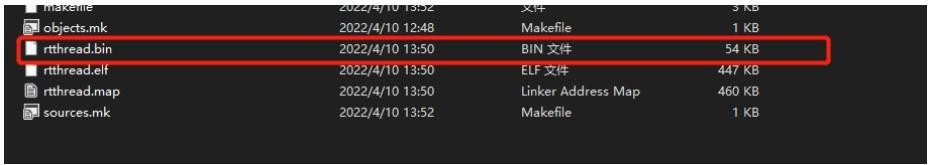 makefile 2022/4/10 13:52 文件 3 KB
objects.mk 2022/4/10 12:48 Makefile 1 KB
rtthread.bin 2022/4/10 13:50 BIN 文件 54 KB
rtthread.elf 2022/4/10 13:50 ELF 文件 447 KB
rtthread.map 2022/4/10 13:50 Linker Address Map 460 KB
sources.mk 2022/4/10 13:52 Makefile 1 KB